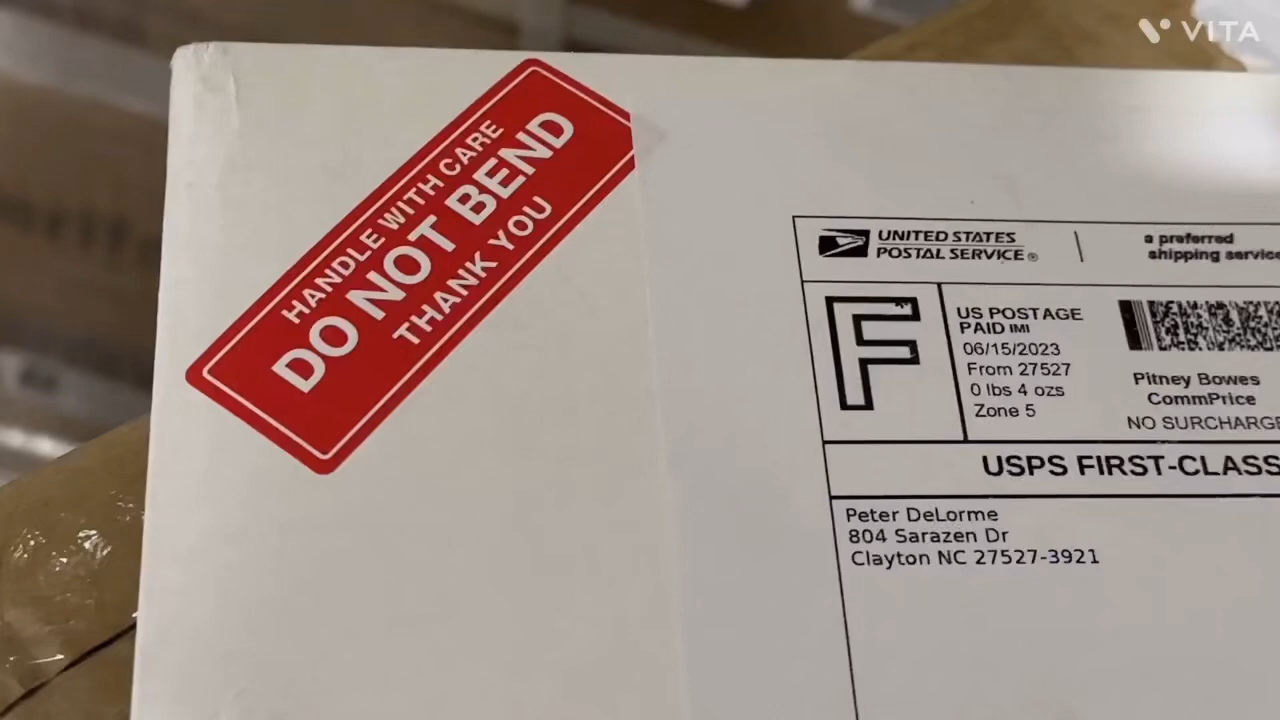 VITA
HANDLE WITH CARE
DO NOT BEND
THANK YOU
UNITED STATES
POSTAL SERVICE®
a preferred
shipping service
F
US POSTAGE
PAID IMI
06/15/2023
From 27527
0 lbs 4 ozs
Zone 5
Pitney Bowes
CommPrice
NO SURCHARGE
USPS FIRST-CLASS
Peter DeLorme
804 Sarazen Dr
Clayton NC 27527-3921